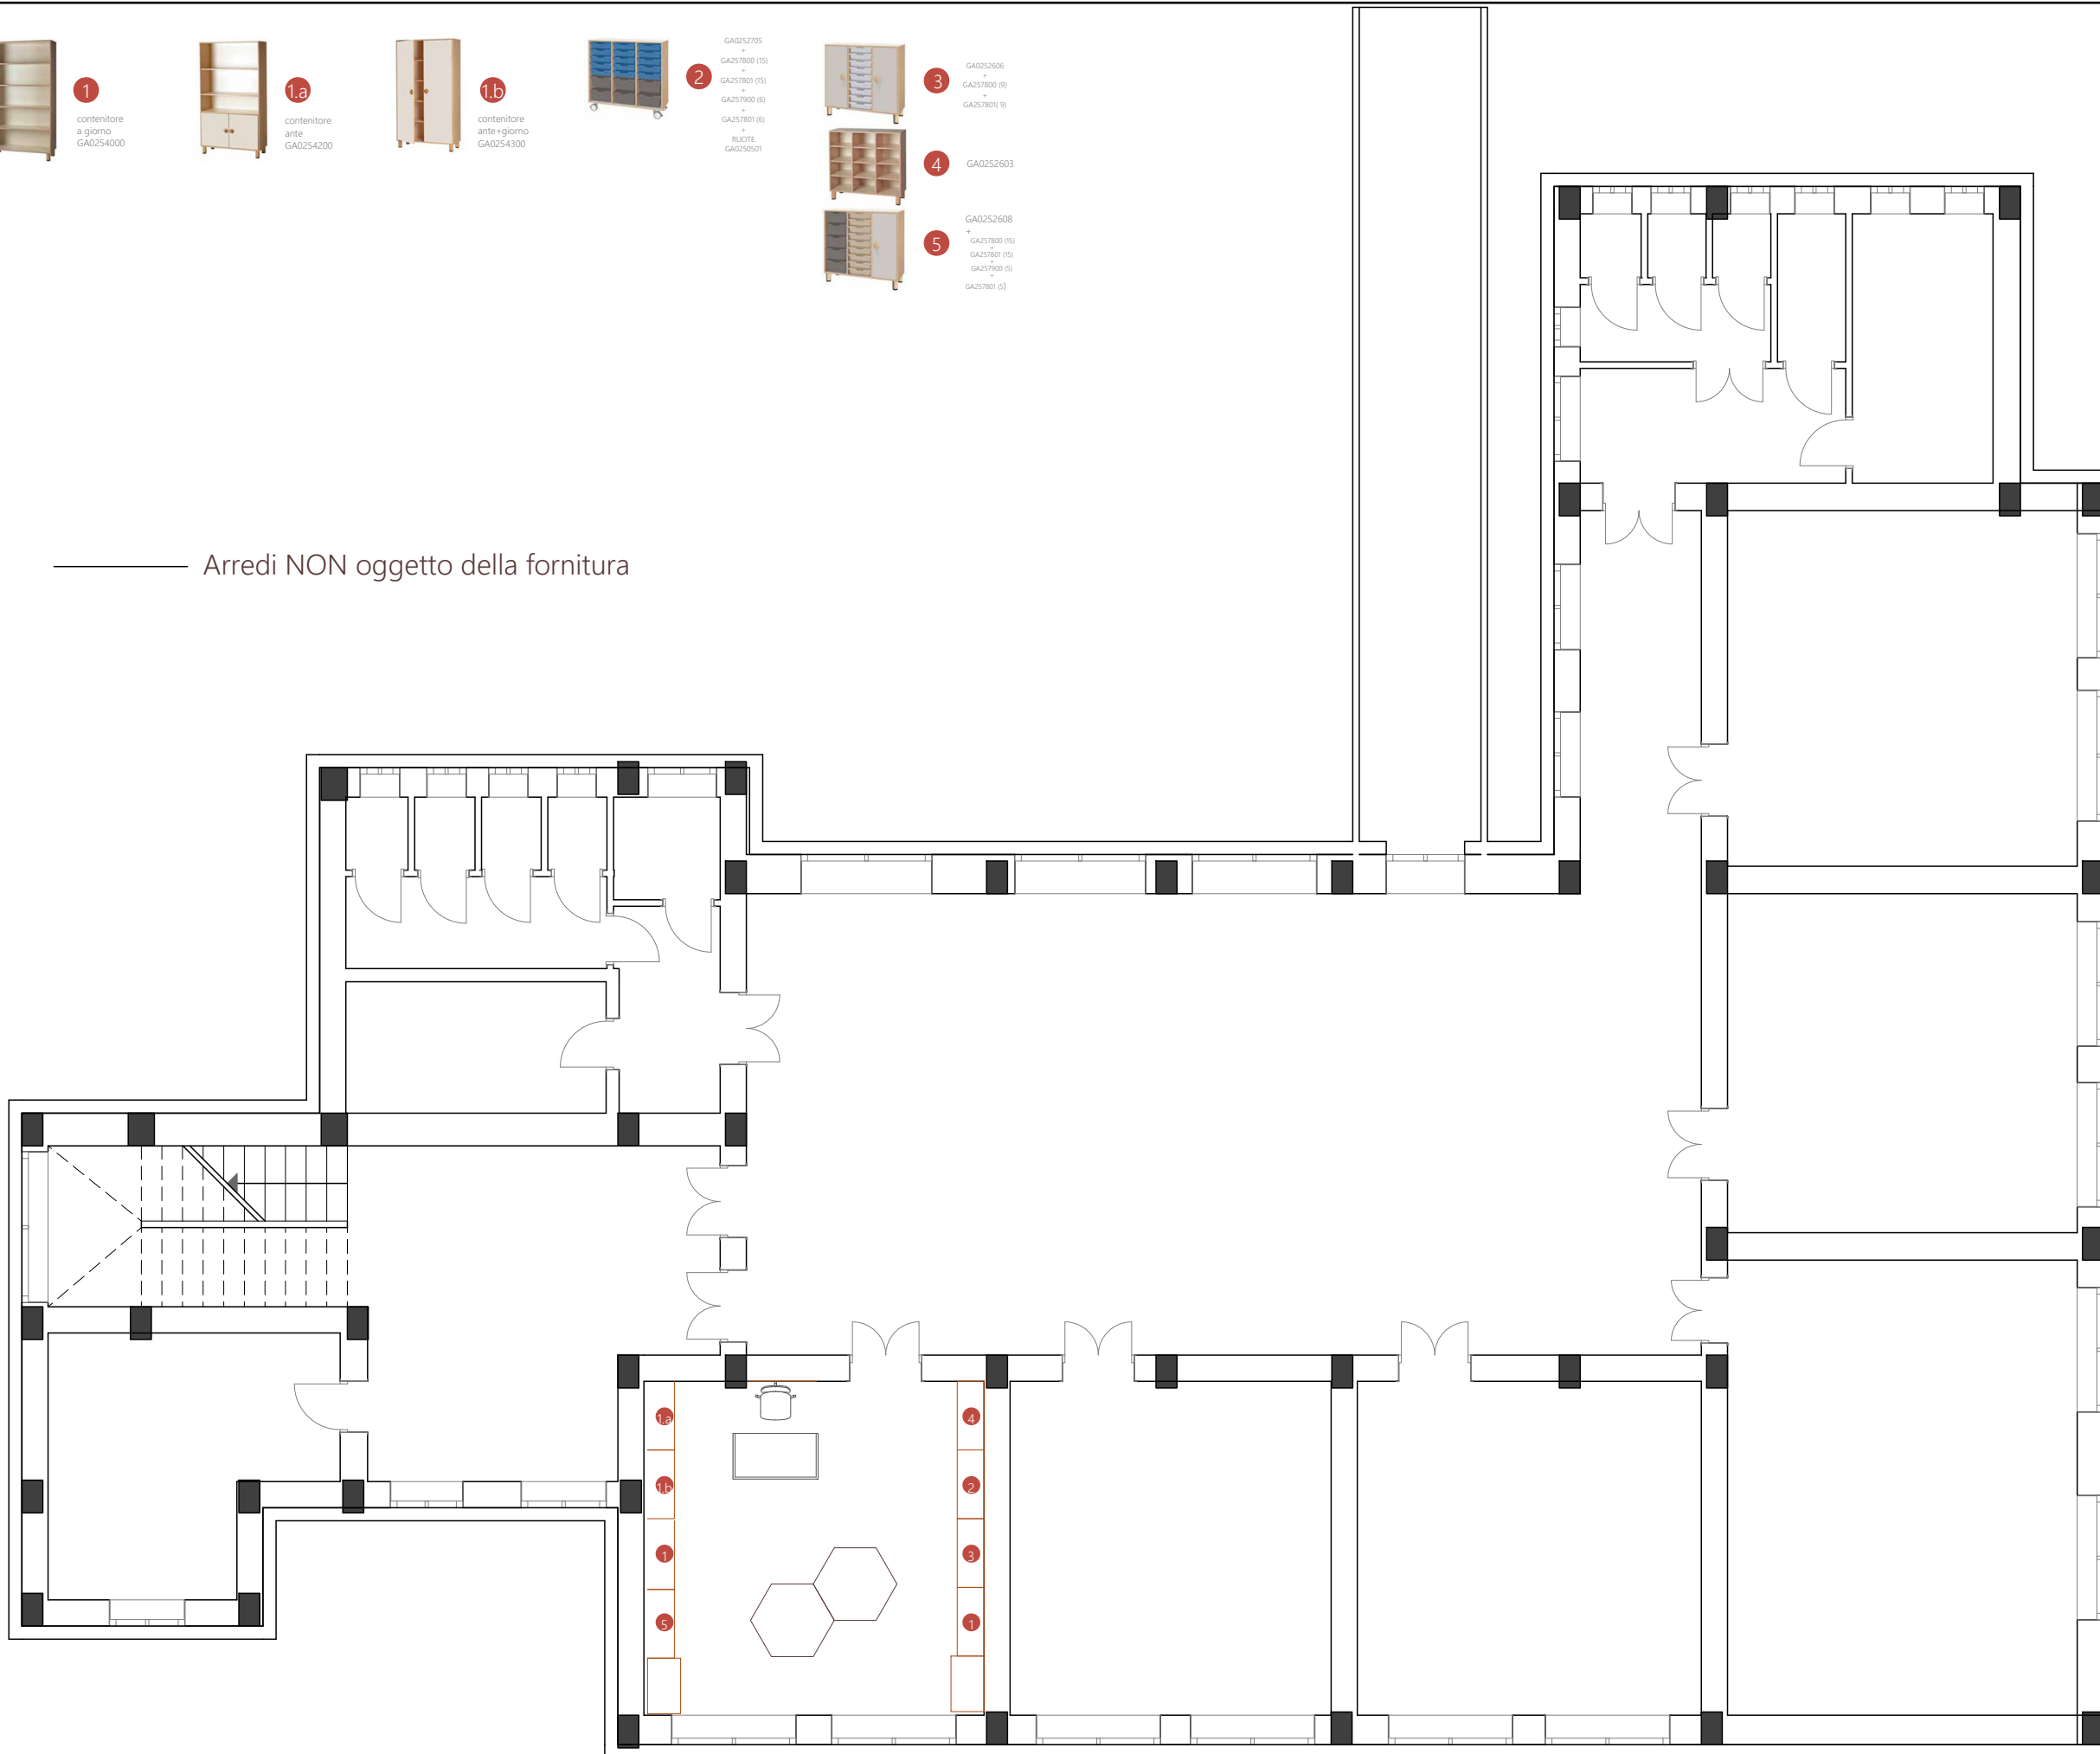 1
contenitore
a giorno
GA0254000
1.a
contenitore
ante
GA0254200
1.b
contenitore
ante+giorno
GA0254300
2
GA0252705
+
GA257800 (15)
+
GA257801 (15)
+
GA257900 (6)
+
GA257801 (6)
+
RUOTE
GA0250501
3
GA0252606
+
GA257800 (9)
+
GA257801( 9)
4
GA0252603
5
GA0252608
+
GA257800 (15)
+
GA257801 (15)
+
GA257900 (5)
+
GA257801 (5)
Arredi NON oggetto della fornitura
1.a
4
1.b
2
1
3
5
1